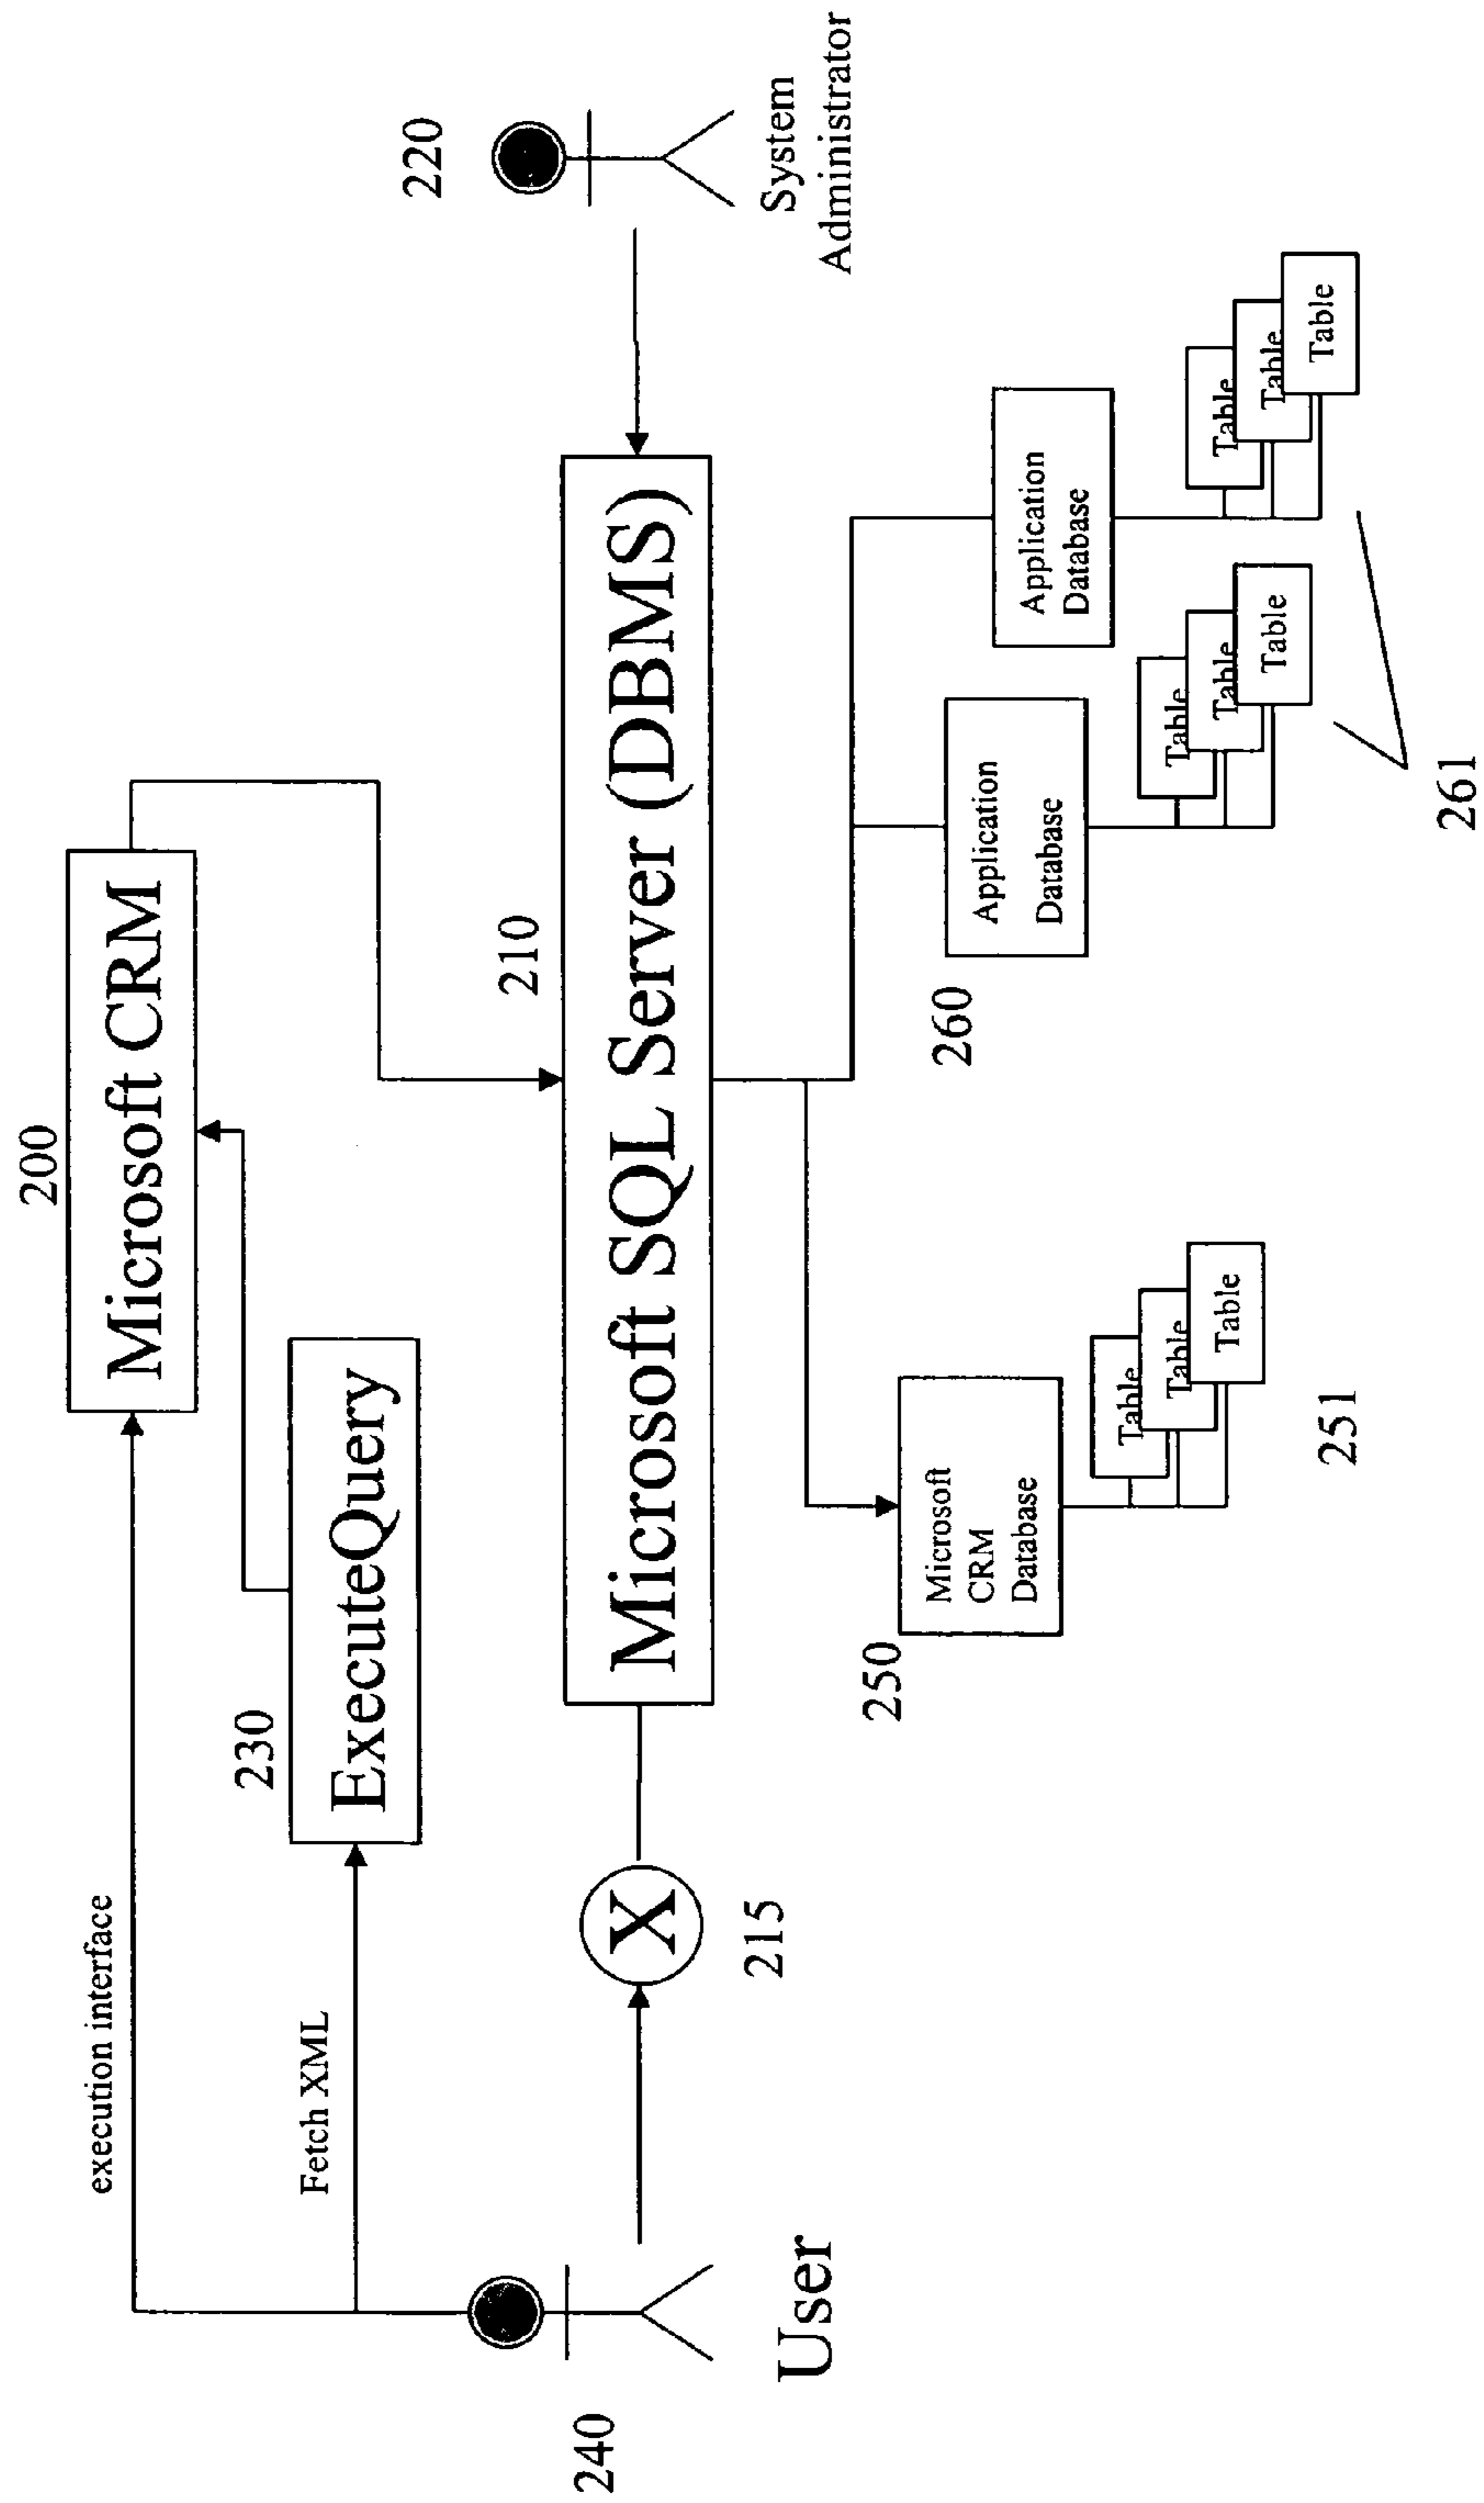 200
Microsoft CRM
execution interface
230
ExecuteQuery
Fetch XML
220
System
Administrator
210
Microsoft SQL Server (DBMS)
X
215
240
User
250
Microsoft
CRM
Database
Table
Table
Table
251
260
Application
Database
Table
Table
Table
Application
Database
Table
Table
Table
261